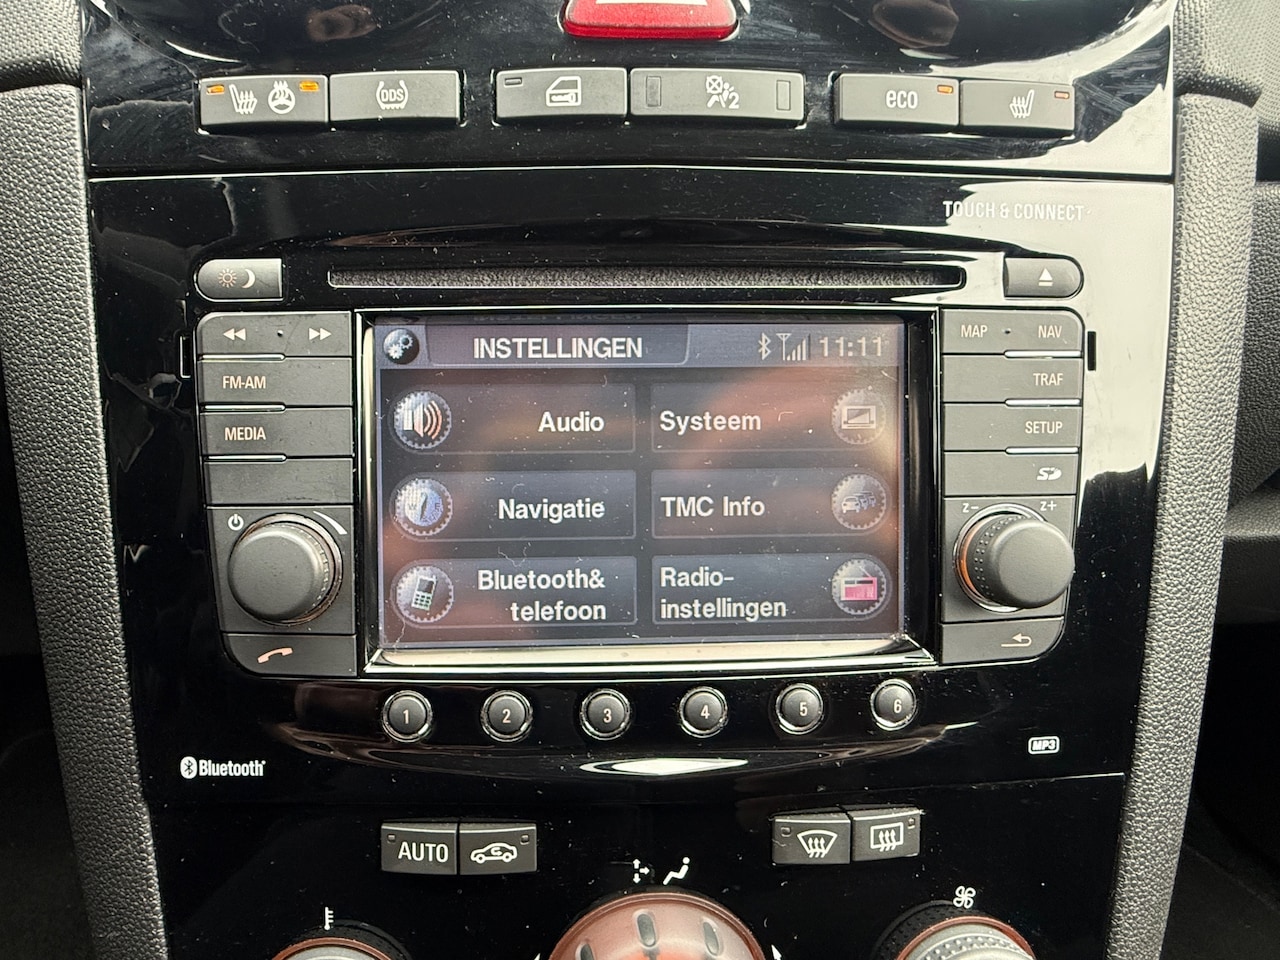 ODS
2
eco
TOUCH & CONNECT
MAP · NAV
FM-AM
TRAF
MEDIA
SETUP
SD
z- z+
INSTELLINGEN 11:11
Audio
Systeem
Navigatie
TMC Info
Bluetooth&
telefoon
Radio-
instellingen
1 2 3 4 5 6
Bluetooth
MP3
AUTO